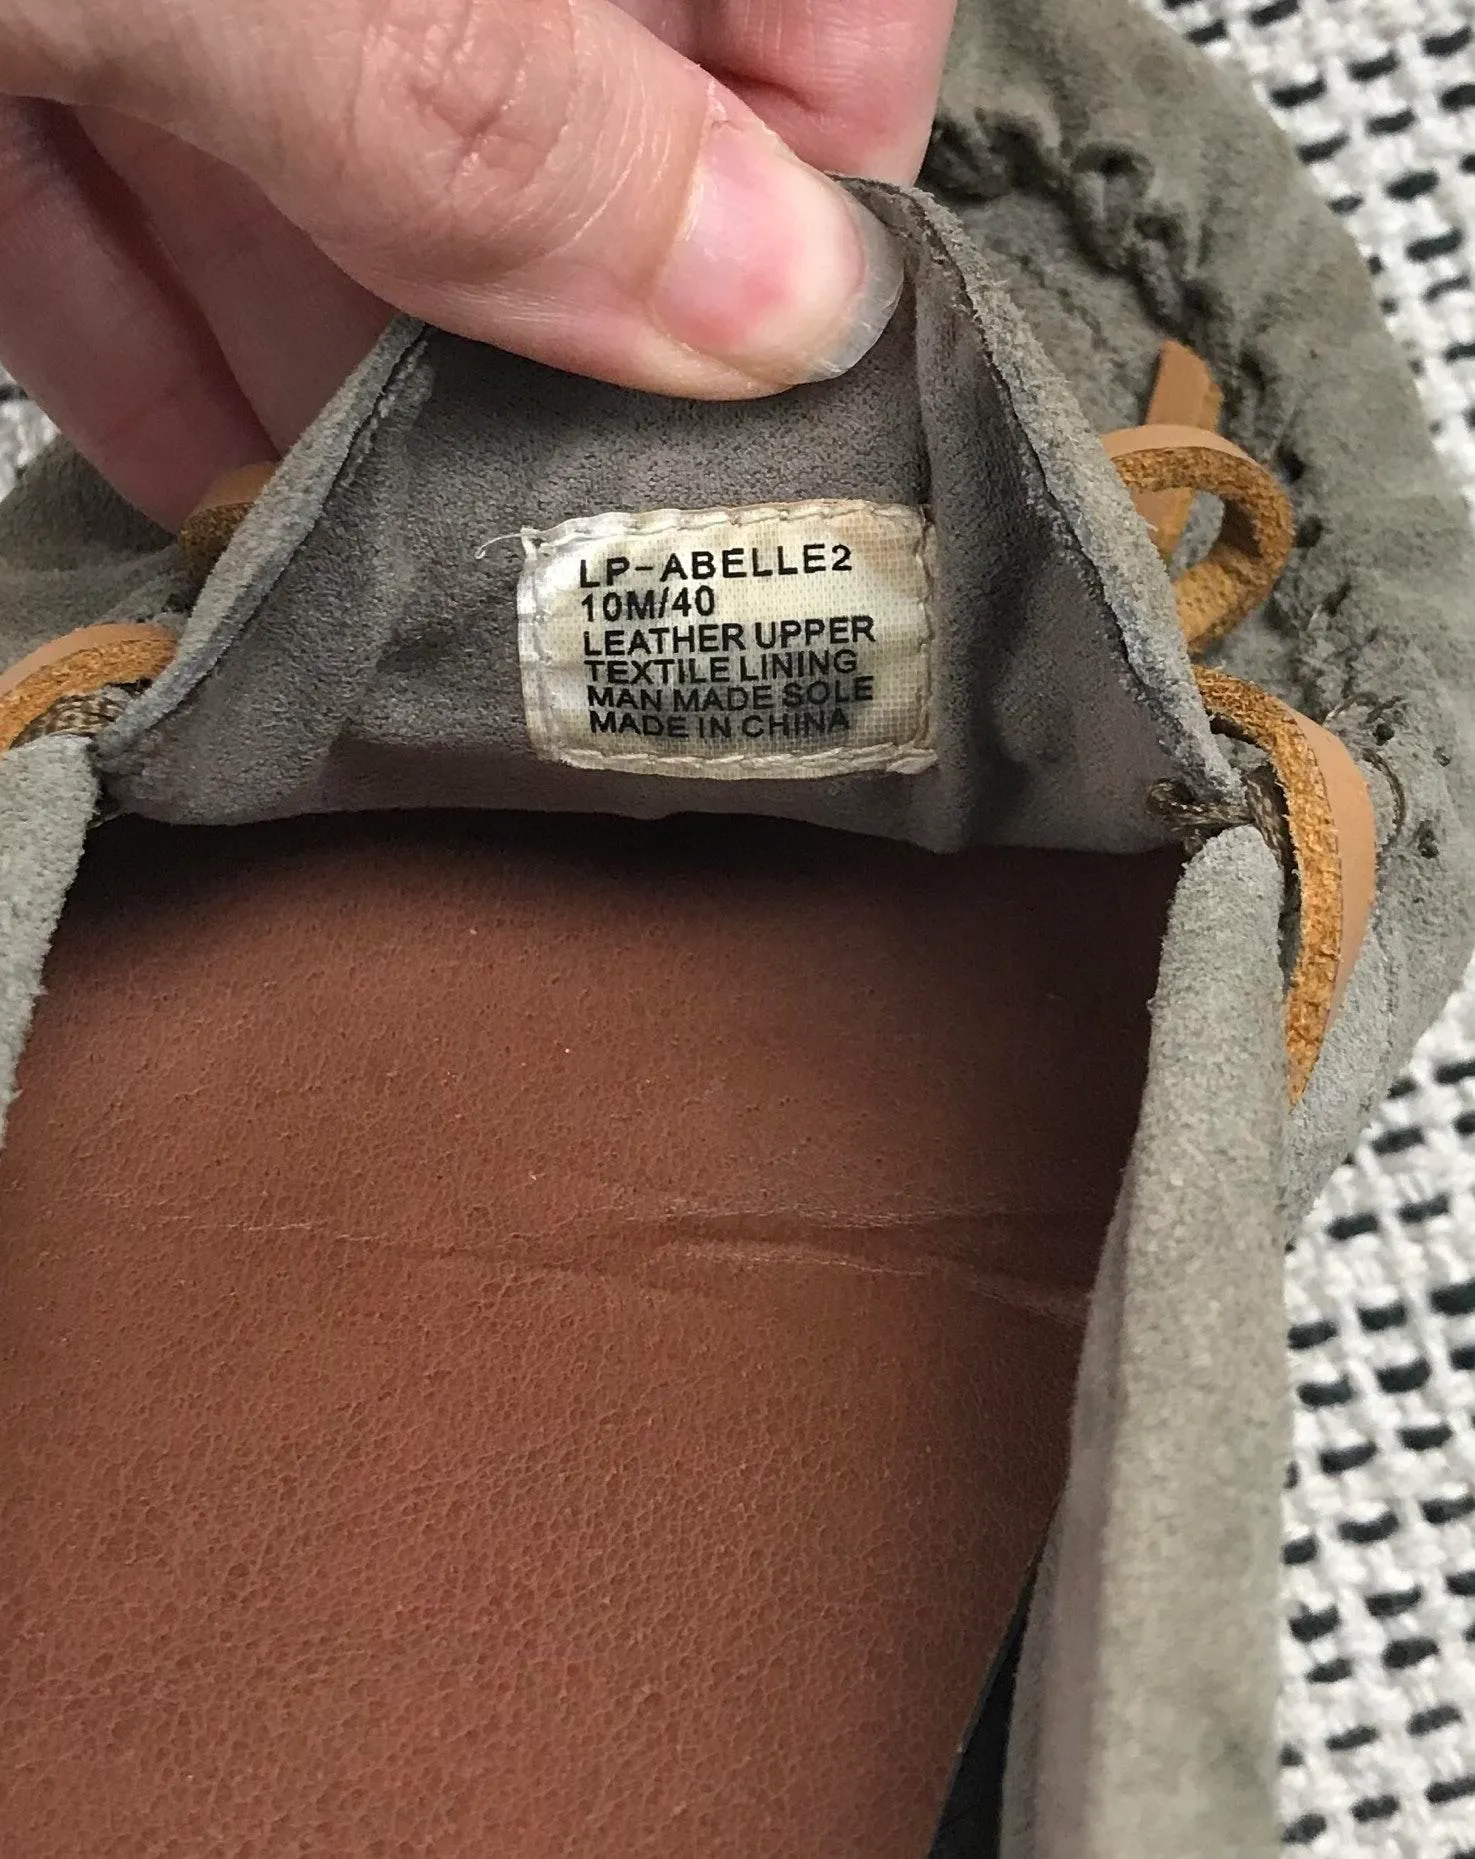 LP-ABELLE2
10M/40
LEATHER UPPER
TEXTILE LINING
MAN MADE SOLE
MADE IN CHINA